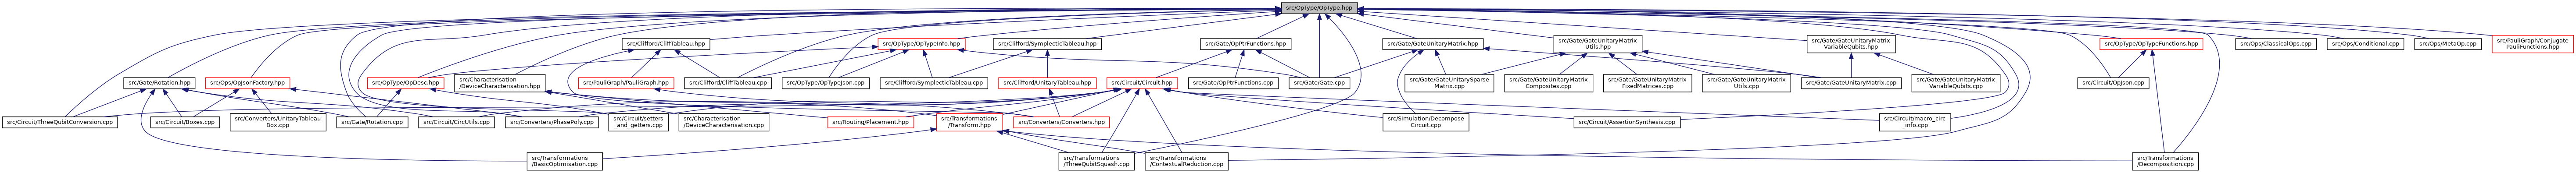 src/OpType/OpType.hpp
src/Clifford/CliffTableau.hpp
src/OpType/OpTypeInfo.hpp
src/Clifford/SymplecticTableau.hpp
src/Gate/OpPtrFunctions.hpp
src/Gate/GateUnitaryMatrix.hpp
src/Gate/GateUnitaryMatrix
Utils.hpp
src/Gate/GateUnitaryMatrix
VariableQubits.hpp
src/OpType/OpTypeFunctions.hpp
src/Ops/ClassicalOps.cpp
src/Ops/Conditional.cpp
src/Ops/MetaOp.cpp
src/PauliGraph/Conjugate
PauliFunctions.hpp
src/Gate/Rotation.hpp
src/Ops/OpJsonFactory.hpp
src/OpType/OpDesc.hpp
src/Characterisation
/DeviceCharacterisation.hpp
src/PauliGraph/PauliGraph.hpp
src/Clifford/CliffTableau.cpp
src/OpType/OpTypeJson.cpp
src/Clifford/SymplecticTableau.cpp
src/Clifford/UnitaryTableau.hpp
src/Circuit/Circuit.hpp
src/Gate/OpPtrFunctions.cpp
src/Gate/Gate.cpp
src/Gate/GateUnitarySparse
Matrix.cpp
src/Gate/GateUnitaryMatrix
Composites.cpp
src/Gate/GateUnitaryMatrix
FixedMatrices.cpp
src/Gate/GateUnitaryMatrix
Utils.cpp
src/Gate/GateUnitaryMatrix.cpp
src/Gate/GateUnitaryMatrix
VariableQubits.cpp
src/Circuit/OpJson.cpp
src/Circuit/ThreeQubitConversion.cpp
src/Circuit/Boxes.cpp
src/Converters/UnitaryTableau
Box.cpp
src/Gate/Rotation.cpp
src/Circuit/CircUtils.cpp
src/Converters/PhasePoly.cpp
src/Circuit/setters
_and_getters.cpp
src/Characterisation
/DeviceCharacterisation.cpp
src/Routing/Placement.hpp
src/Transformations
/Transform.hpp
src/Converters/Converters.hpp
src/Simulation/Decompose
Circuit.cpp
src/Circuit/AssertionSynthesis.cpp
src/Circuit/macro_circ
_info.cpp
src/Transformations
/BasicOptimisation.cpp
src/Transformations
/ThreeQubitSquash.cpp
src/Transformations
/ContextualReduction.cpp
src/Transformations
/Decomposition.cpp